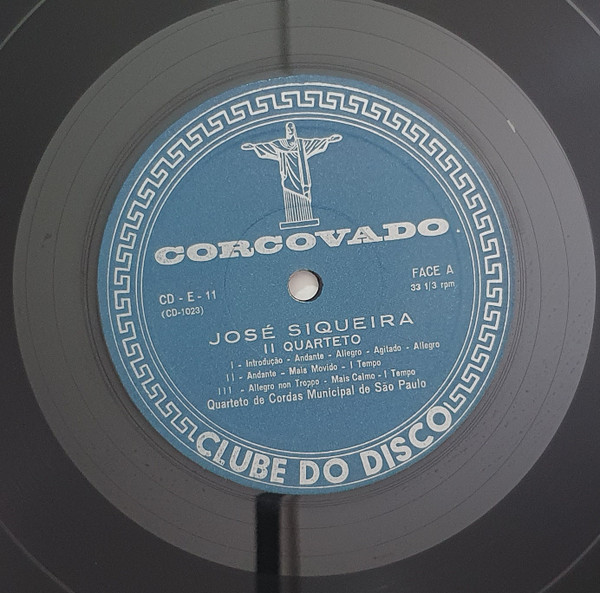 CORCOVADO
CD - E - 11
(CD-1023)
FACE A
33 1/3 rpm
JOSÉ SIQUEIRA
II QUARTETO
I - Introdução - Andante - Allegro - Agitado - Allegro
II - Andante - Mais Movido - I Tempo
III - Allegro non Troppo - Mais Calmo - I Tempo
Quarteto de Cordas Municipal de São Paulo
CLUBE DO DISCO